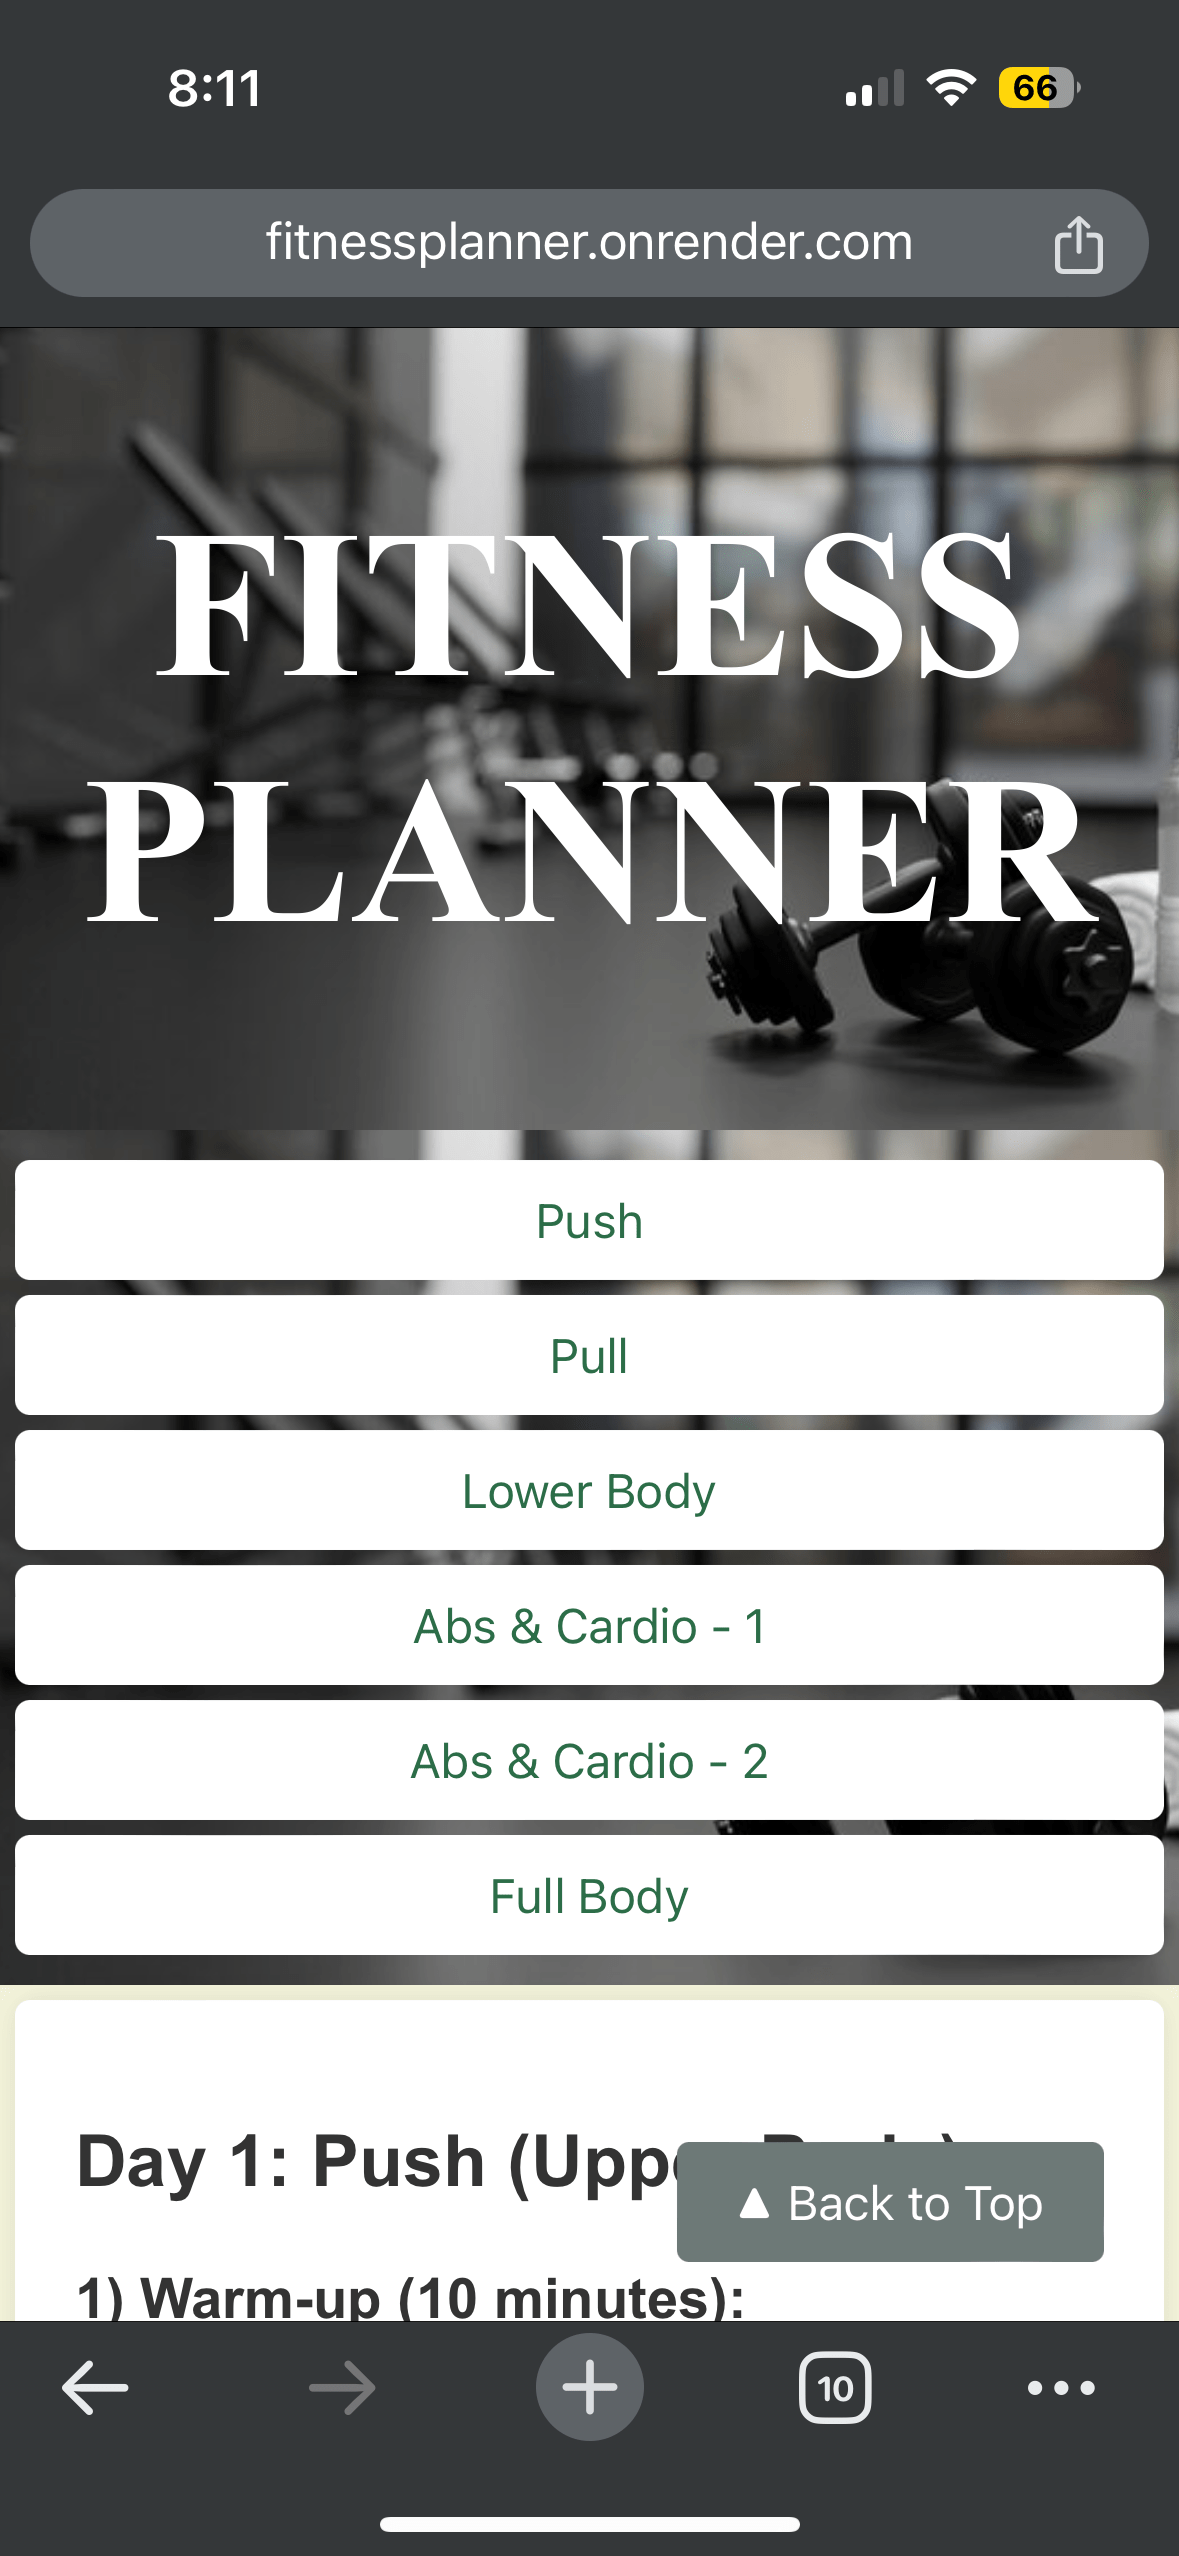 8:11
66
fitnessplanner.onrender.com
FITNESS
PLANNER
Push
Pull
Lower Body
Abs & Cardio - 1
Abs & Cardio - 2
Full Body
Day 1: Push (Upp
▲ Back to Top
1) Warm-up (10 minutes):
10